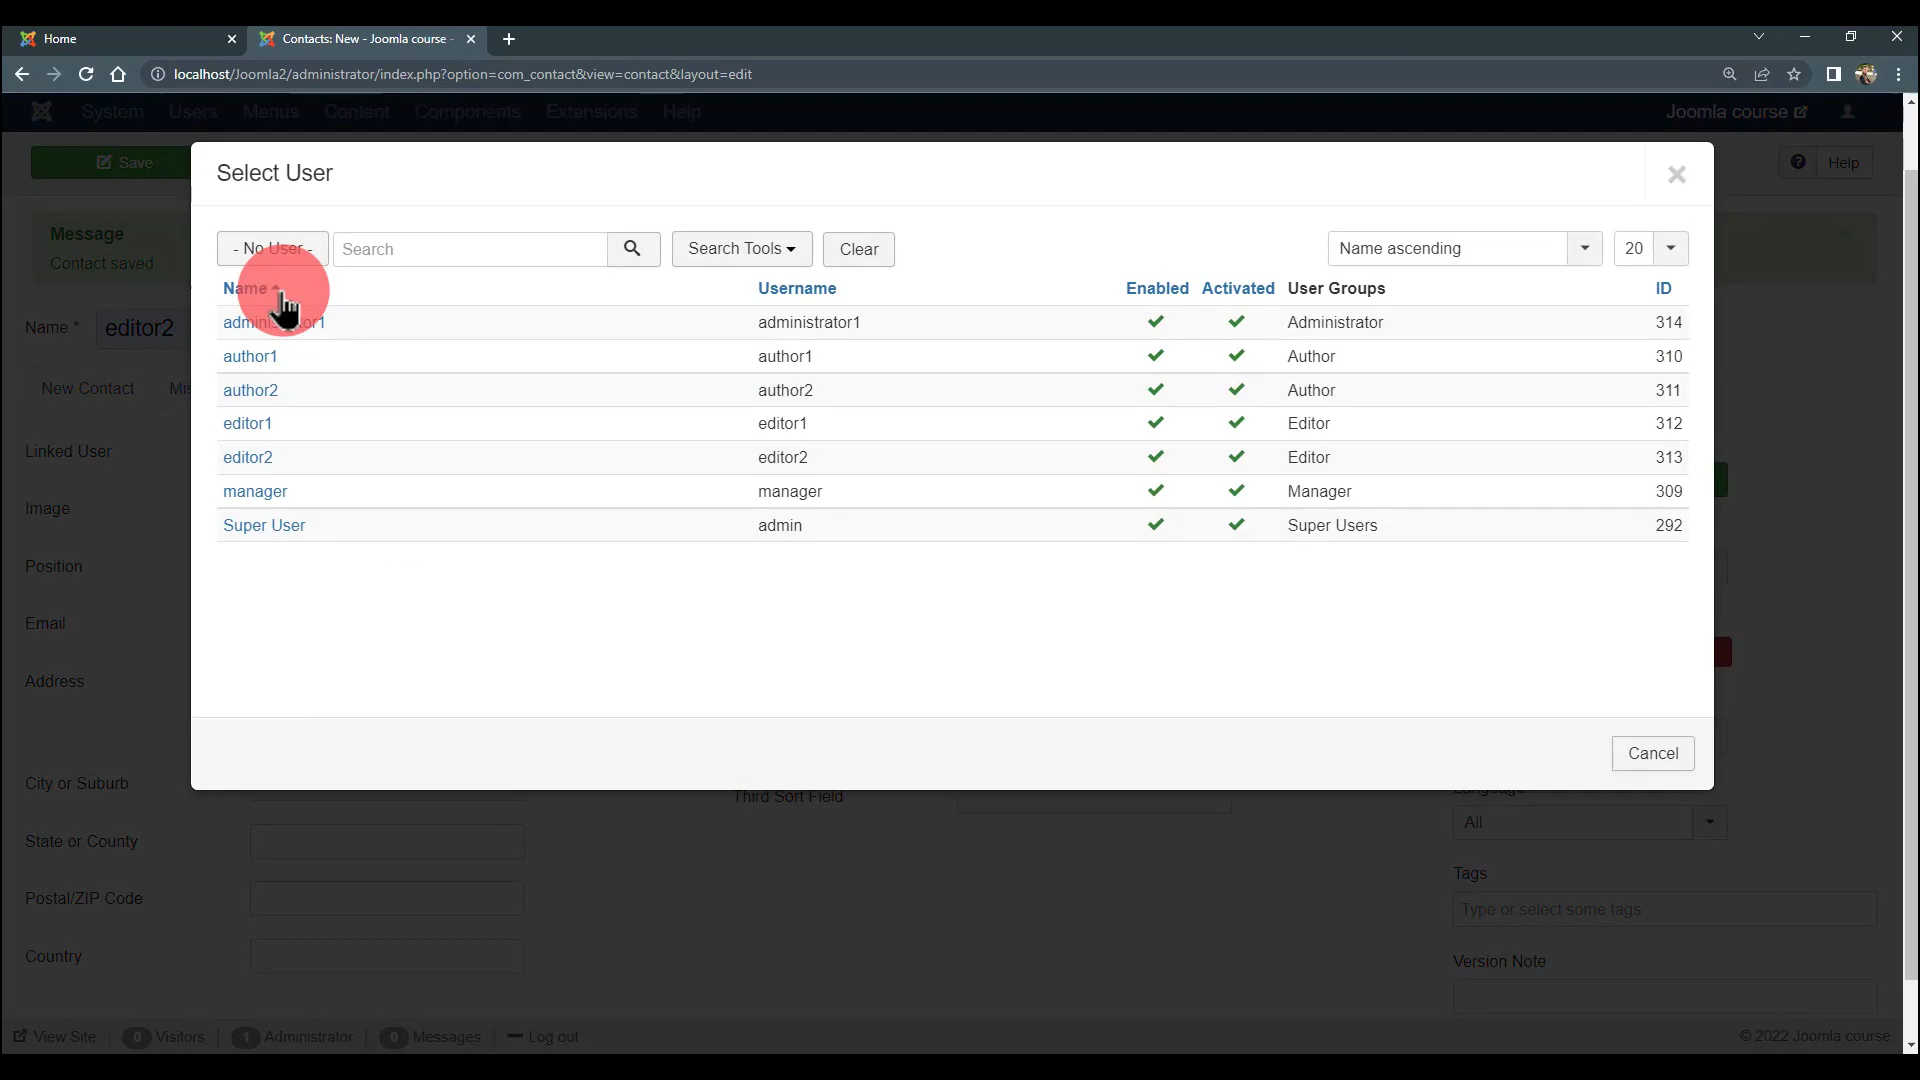 Home
Contacts: New - Joomla course -
localhost/Joomla2/administrator/index.php?option=com_contact&view=contact&layout=edit
System Users Menus Content Components Extensions Help
Joomla course
Save
Help
Select User
Message
Contact saved.
- No User -
Search
Search Tools
Clear
Name ascending
20
Name Username Enabled Activated User Groups ID
administrator1 administrator1 Administrator 314
author1 author1 Author 310
author2 author2 Author 311
editor1 editor1 Editor 312
editor2 editor2 Editor 313
manager manager Manager 309
Super User admin Super Users 292
Cancel
Name * editor2
New Contact
Linked User
Image
Position
Email
Address
City or Suburb
Third Sort Field
Language
All
State or County
Tags
Type or select some tags
Postal/ZIP Code
Country
Version Note
View Site 0 Visitors 1 Administrator 0 Messages Log out
© 2022 Joomla course